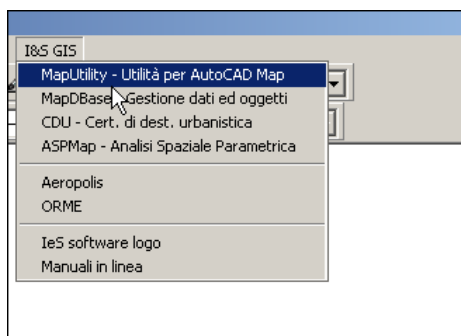 I&S GIS
MapUtility - Utilità per AutoCAD Map
MapDBase - Gestione dati ed oggetti
CDU - Cert. di dest. urbanistica
ASPMap - Analisi Spaziale Parametrica
Aeropolis
ORME
IeS software logo
Manuali in linea